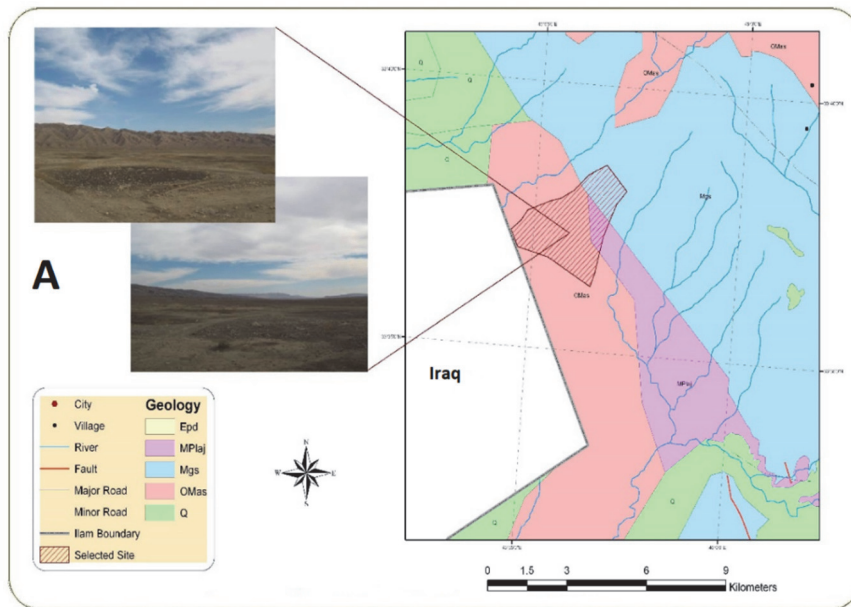 A
OMas
OMas
Q
Q
Q
Mgs
OMas
MPlaj
Iraq
Q
Q
City
Village
River
Fault
Major Road
Minor Road
Ilam Boundary
Selected Site
Geology
Epd
MPlaj
Mgs
OMas
Q
N
W
E
S
0 1.5 3 6 9
Kilometers